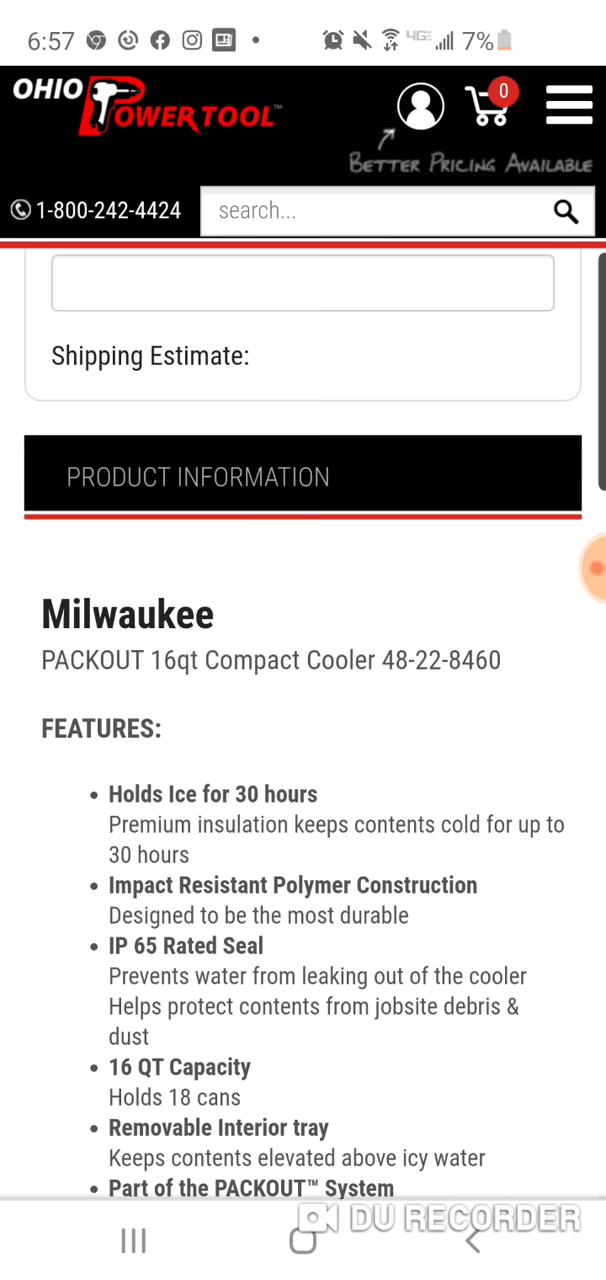 6:57 4GE 7%
OHIO POWER TOOL™ 0
BETTER PRICING AVAILABLE
1-800-242-4424 search...
Shipping Estimate:
PRODUCT INFORMATION
Milwaukee
PACKOUT 16qt Compact Cooler 48-22-8460
FEATURES:
• Holds Ice for 30 hours
Premium insulation keeps contents cold for up to
30 hours
• Impact Resistant Polymer Construction
Designed to be the most durable
• IP 65 Rated Seal
Prevents water from leaking out of the cooler
Helps protect contents from jobsite debris &
dust
• 16 QT Capacity
Holds 18 cans
• Removable Interior tray
Keeps contents elevated above icy water
• Part of the PACKOUT™ System
DU RECORDER